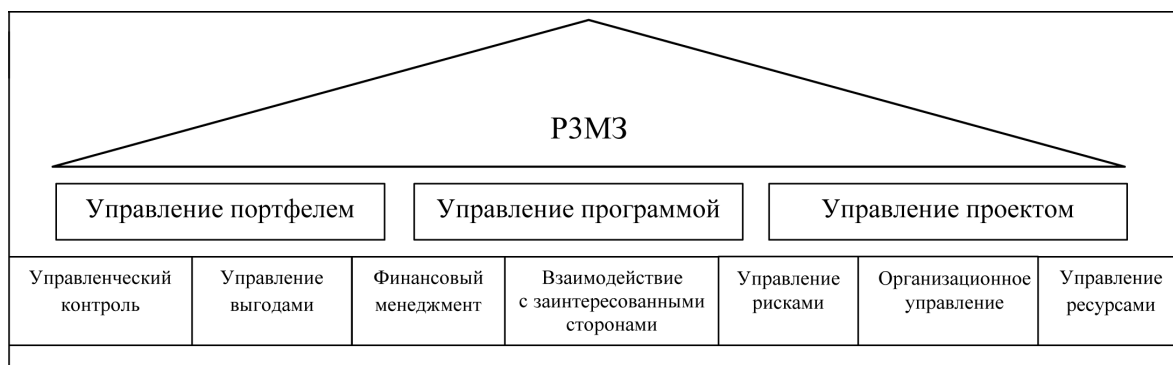 Р3М3
Управление портфелем
Управление программой
Управление проектом
Управленческий
контроль
Управление
выгодами
Финансовый
менеджмент
Взаимодействие
с заинтересованными
сторонами
Управление
рисками
Организационное
управление
Управление
ресурсами